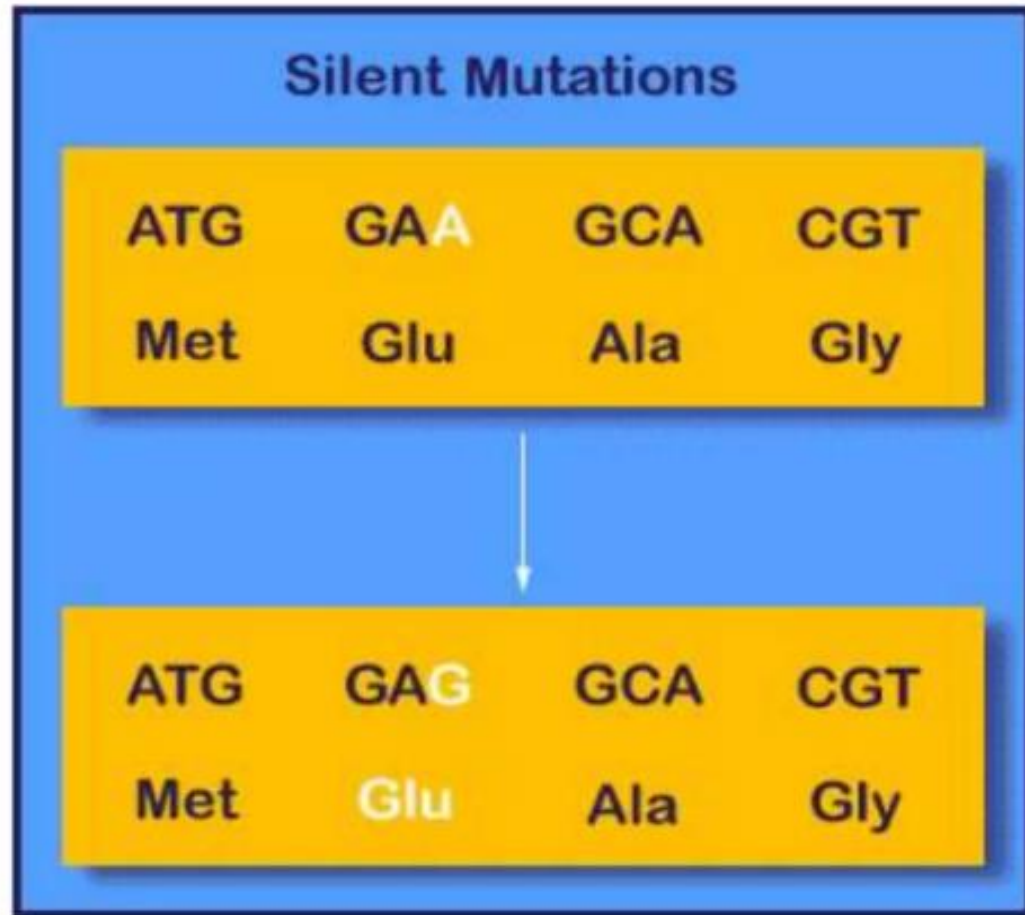 Silent Mutations
ATG GAA GCA CGT
Met Glu Ala Gly
ATG GAG GCA CGT
Met Glu Ala Gly